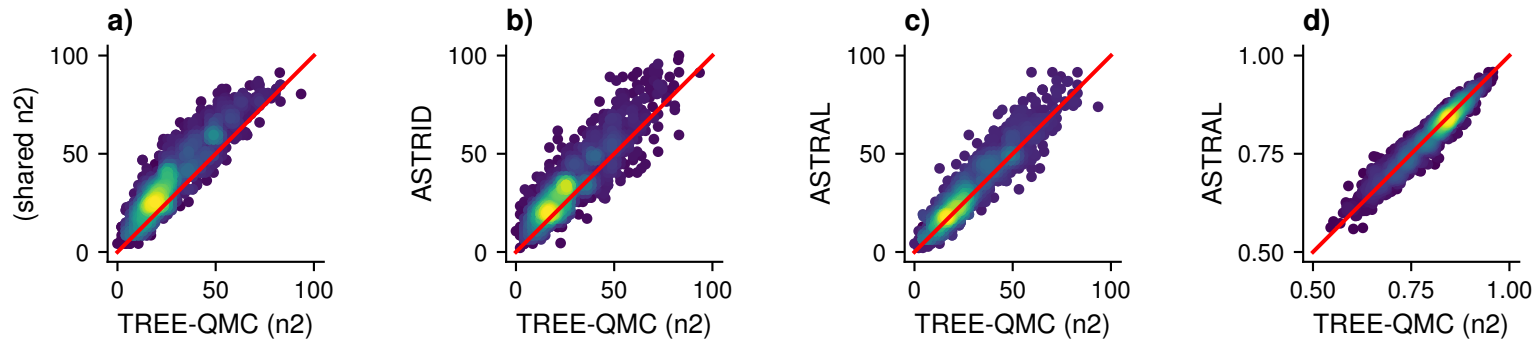 a)
(shared n2)
100
50
0
0 50 100
TREE-QMC (n2)
b)
ASTRID
100
50
0
0 50 100
TREE-QMC (n2)
c)
ASTRAL
100
50
0
0 50 100
TREE-QMC (n2)
d)
ASTRAL
1.00
0.75
0.50
0.50 0.75 1.00
TREE-QMC (n2)